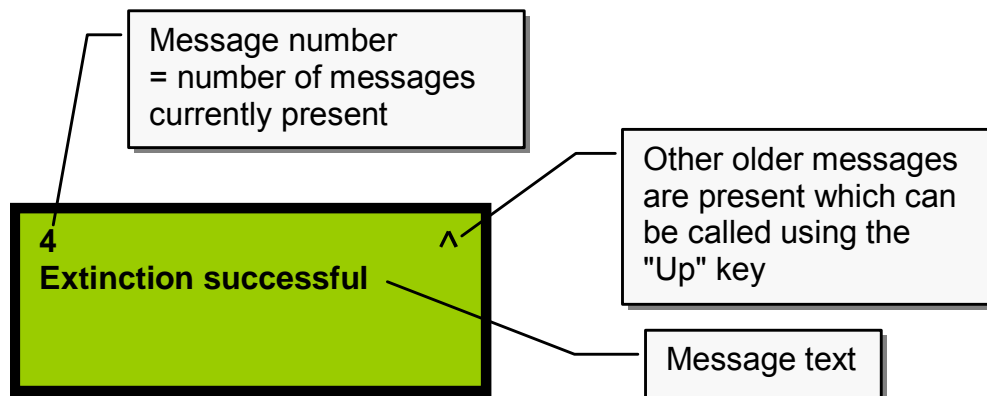 Message number
= number of messages
currently present
Other older messages
are present which can
be called using the
"Up" key
4 ^
Extinction successful
Message text